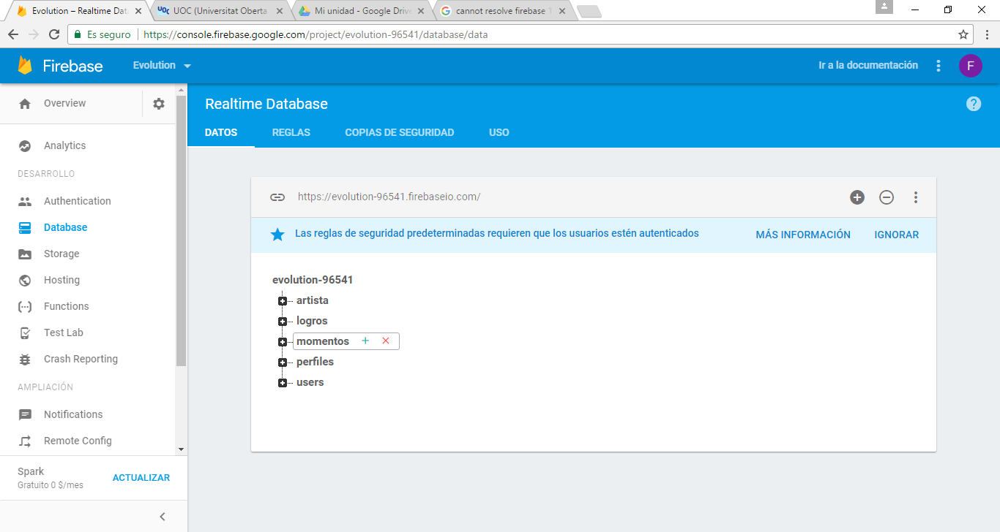 Evolution – Realtime Data
UOC (Universitat Oberta
Mi unidad - Google Drive
cannot resolve firebase 1
Es seguro
https://console.firebase.google.com/project/evolution-96541/database/data
Firebase
Evolution
Ir a la documentación
F
Overview
Analytics
DESARROLLO
Authentication
Database
Storage
Hosting
Functions
Test Lab
Crash Reporting
AMPLIACIÓN
Notifications
Remote Config
Spark
Gratuito 0 $/mes
ACTUALIZAR
Realtime Database
DATOS REGLAS COPIAS DE SEGURIDAD USO
https://evolution-96541.firebaseio.com/
Las reglas de seguridad predeterminadas requieren que los usuarios estén autenticados
MÁS INFORMACIÓN IGNORAR
evolution-96541
artista
logros
momentos
perfiles
users